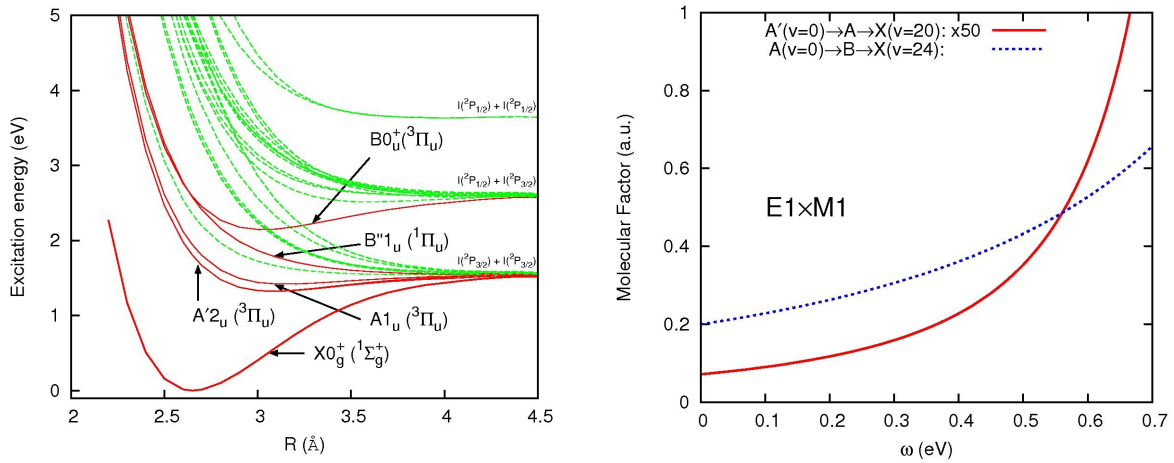 Excitation energy (eV)
5
4
3
2
1
0
2
2.5
3
3.5
4
4.5
R (Å)
I(²P₁/₂) + I(²P₁/₂)
B0⁺ᵤ(³Πᵤ)
I(²P₁/₂) + I(²P₃/₂)
B"1ᵤ (¹Πᵤ)
I(²P₃/₂) + I(²P₃/₂)
A′2ᵤ (³Πᵤ)
A1ᵤ (³Πᵤ)
X0⁺g (¹Σ⁺g)
Molecular Factor (a.u.)
1
0.8
0.6
0.4
0.2
0
0
0.1
0.2
0.3
0.4
0.5
0.6
0.7
ω (eV)
A′(v=0)→A→X(v=20): x50
A(v=0)→B→X(v=24):
E1×M1